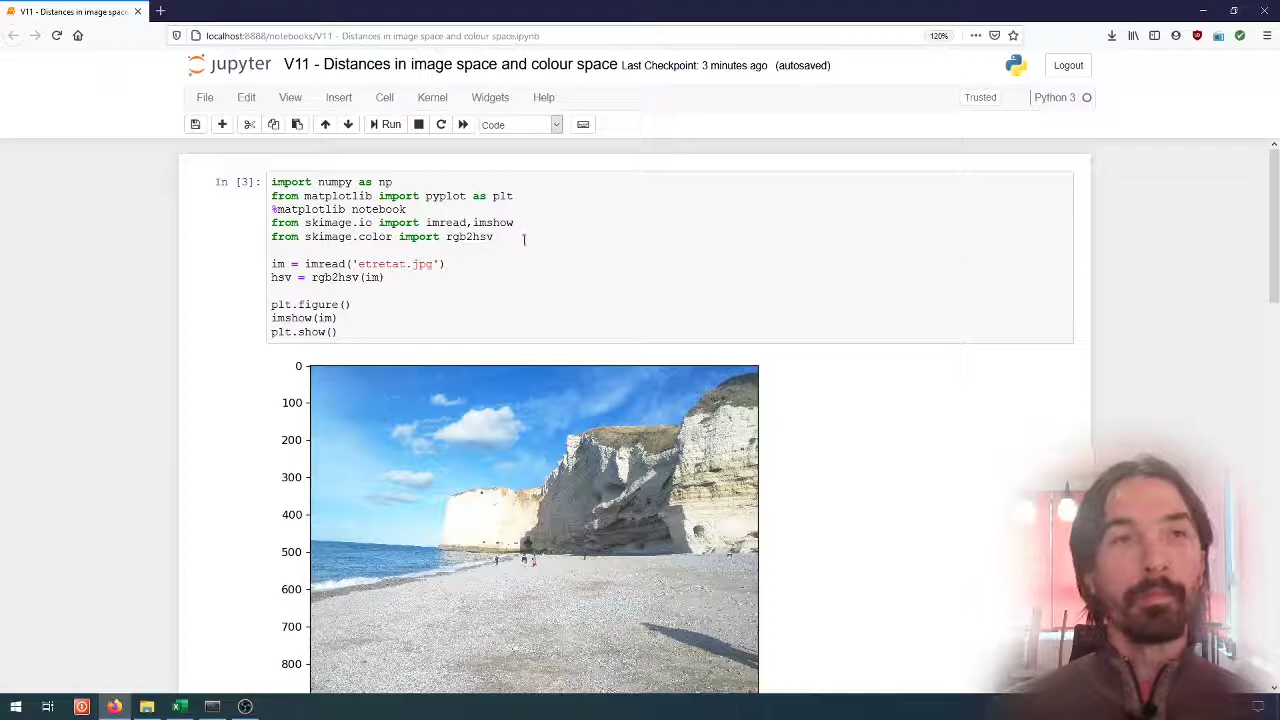 V11 - Distances in image space
localhost:8888/notebooks/V11 - Distances in image space and colour space.ipynb
120%
jupyter V11 - Distances in image space and colour space Last Checkpoint: 3 minutes ago (autosaved)
Logout
File Edit View Insert Cell Kernel Widgets Help
Trusted
Python 3
Run
Code
In [3]:
import numpy as np
from matplotlib import pyplot as plt
%matplotlib notebook
from skimage.io import imread,imshow
from skimage.color import rgb2hsv
im = imread('etretat.jpg')
hsv = rgb2hsv(im)
plt.figure()
imshow(im)
plt.show()
0
100
200
300
400
500
600
700
800